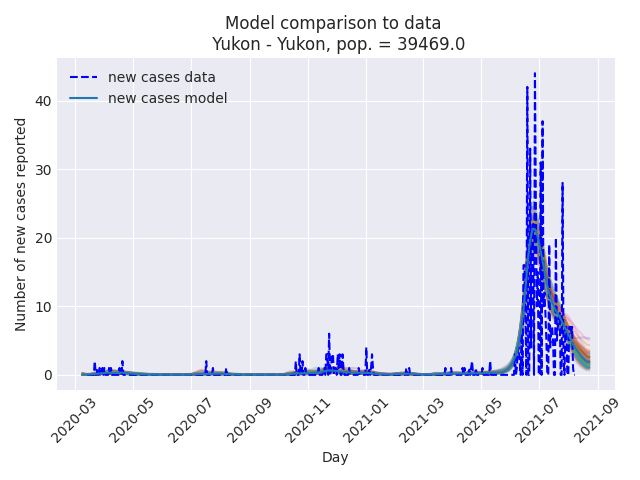 Model comparison to data
Yukon - Yukon, pop. = 39469.0
new cases data
new cases model
Number of new cases reported
40
30
20
10
0
2020-03
2020-05
2020-07
2020-09
2020-11
2021-01
2021-03
2021-05
2021-07
2021-09
Day